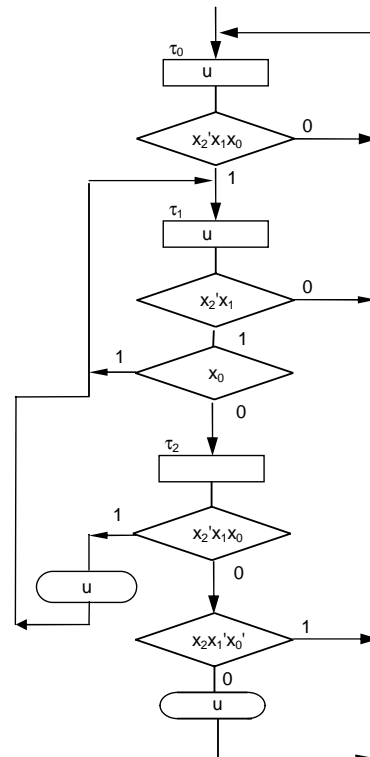 τ₀
u
x₂'x₁x₀
0
1
τ₁
u
x₂'x₁
0
1
1
x₀
0
τ₂
1
x₂'x₁x₀
0
u
x₂x₁'x₀'
1
0
u